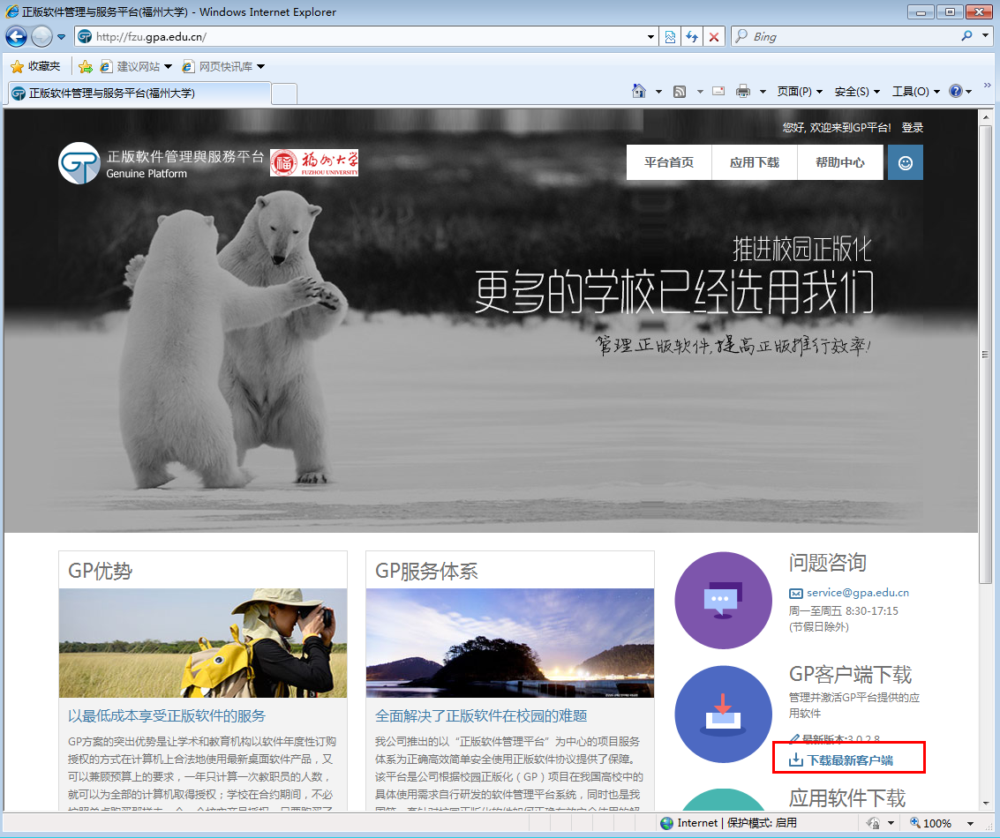 正版软件管理与服务平台(福州大学) - Windows Internet Explorer
http://fzu.gpa.edu.cn/
Bing
收藏夹
建议网站
网页快讯库
正版软件管理与服务平台(福州大学)
页面(P)
安全(S)
工具(O)
您好, 欢迎来到GP平台! 登录
正版軟件管理與服務平台
Genuine Platform
福州大学
FUZHOU UNIVERSITY
平台首页
应用下载
帮助中心
推进校园正版化
更多的学校已经选用我们
管理正版软件,提高正版推行效率!
GP优势
以最低成本享受正版软件的服务
GP方案的突出优势是让学术和教育机构以软件年度性订购
授权的方式在计算机上合法地使用最新桌面软件产品，又
可以兼顾预算上的要求，一年只计算一次教职员的人数，
就可以为全部的计算机取得授权；学校在合约期间，不必
GP服务体系
全面解决了正版软件在校园的难题
我公司推出的以“正版软件管理平台”为中心的项目服务
体系为正确高效简单安全使用正版软件协议提供了保障。
该平台是公司根据校园正版化（GP）项目在我国高校中的
具体使用需求自行研发的软件管理平台系统，同时也是我
问题咨询
service@gpa.edu.cn
周一至周五 8:30-17:15
(节假日除外)
GP客户端下载
管理并激活GP平台提供的应
用软件
最新版本:3.0.2.8
下载最新客户端
应用软件下载
Internet | 保护模式: 启用
100%